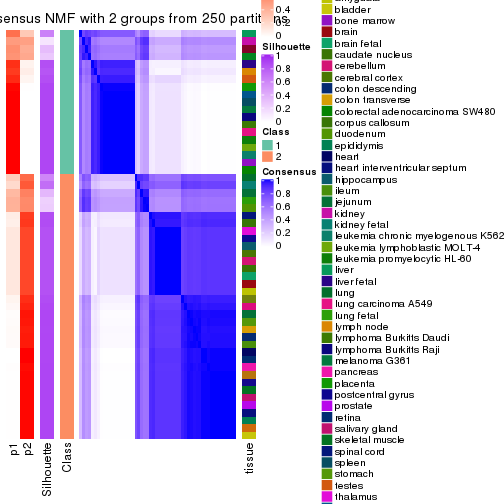 sensus NMF with 2 groups from 250 partitions
0.4
0.2
0
Silhouette
1
0.8
0.6
0.4
0.2
0
Class
1
2
Consensus
1
0.8
0.6
0.4
0.2
0
p1
p2
Silhouette
Class
tissue
bladder
bone marrow
brain
brain fetal
caudate nucleus
cerebellum
cerebral cortex
colon descending
colon transverse
colorectal adenocarcinoma SW480
corpus callosum
duodenum
epididymis
heart
heart interventricular septum
hippocampus
ileum
jejunum
kidney
kidney fetal
leukemia chronic myelogenous K562
leukemia lymphoblastic MOLT-4
leukemia promyelocytic HL-60
liver
liver fetal
lung
lung carcinoma A549
lung fetal
lymph node
lymphoma Burkitts Daudi
lymphoma Burkitts Raji
melanoma G361
pancreas
placenta
postcentral gyrus
prostate
retina
salivary gland
skeletal muscle
spinal cord
spleen
stomach
testes
thalamus